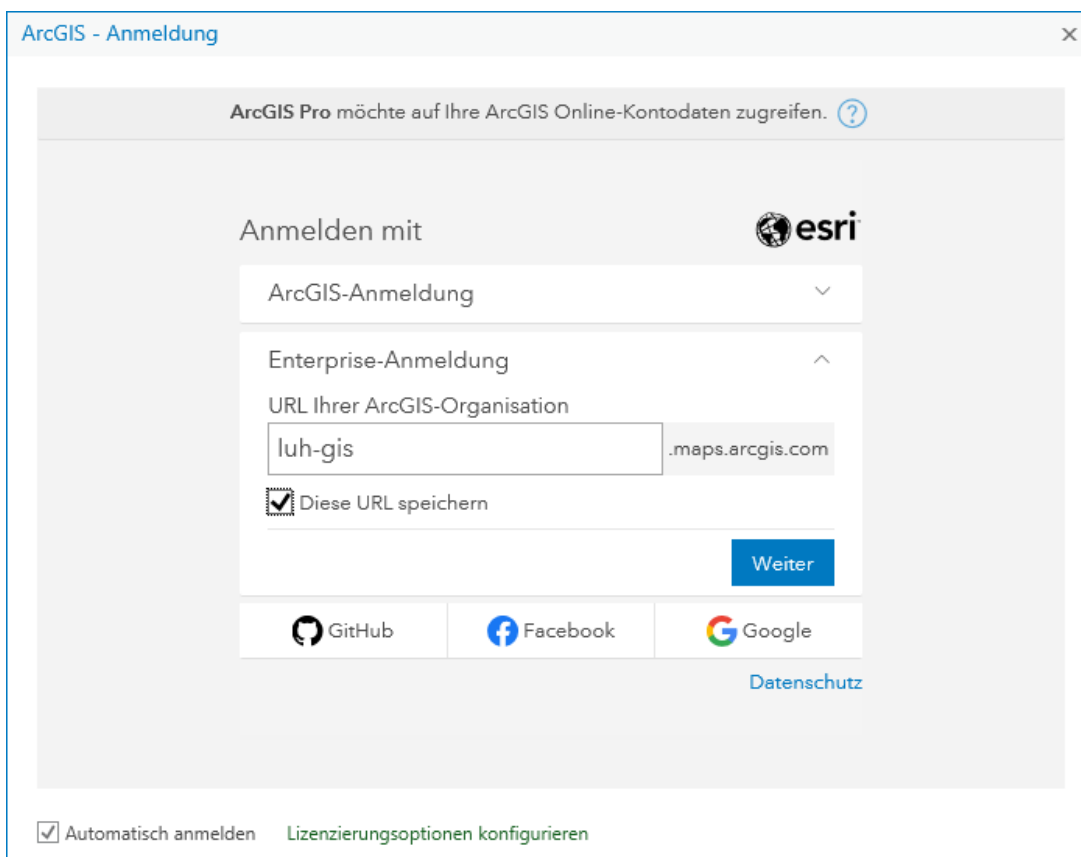 ArcGIS - Anmeldung
ArcGIS Pro möchte auf Ihre ArcGIS Online-Kontodaten zugreifen. ?
Anmelden mit esri
ArcGIS-Anmeldung
Enterprise-Anmeldung
URL Ihrer ArcGIS-Organisation
luh-gis .maps.arcgis.com
Diese URL speichern
Weiter
GitHub Facebook Google
Datenschutz
Automatisch anmelden Lizenzierungsoptionen konfigurieren